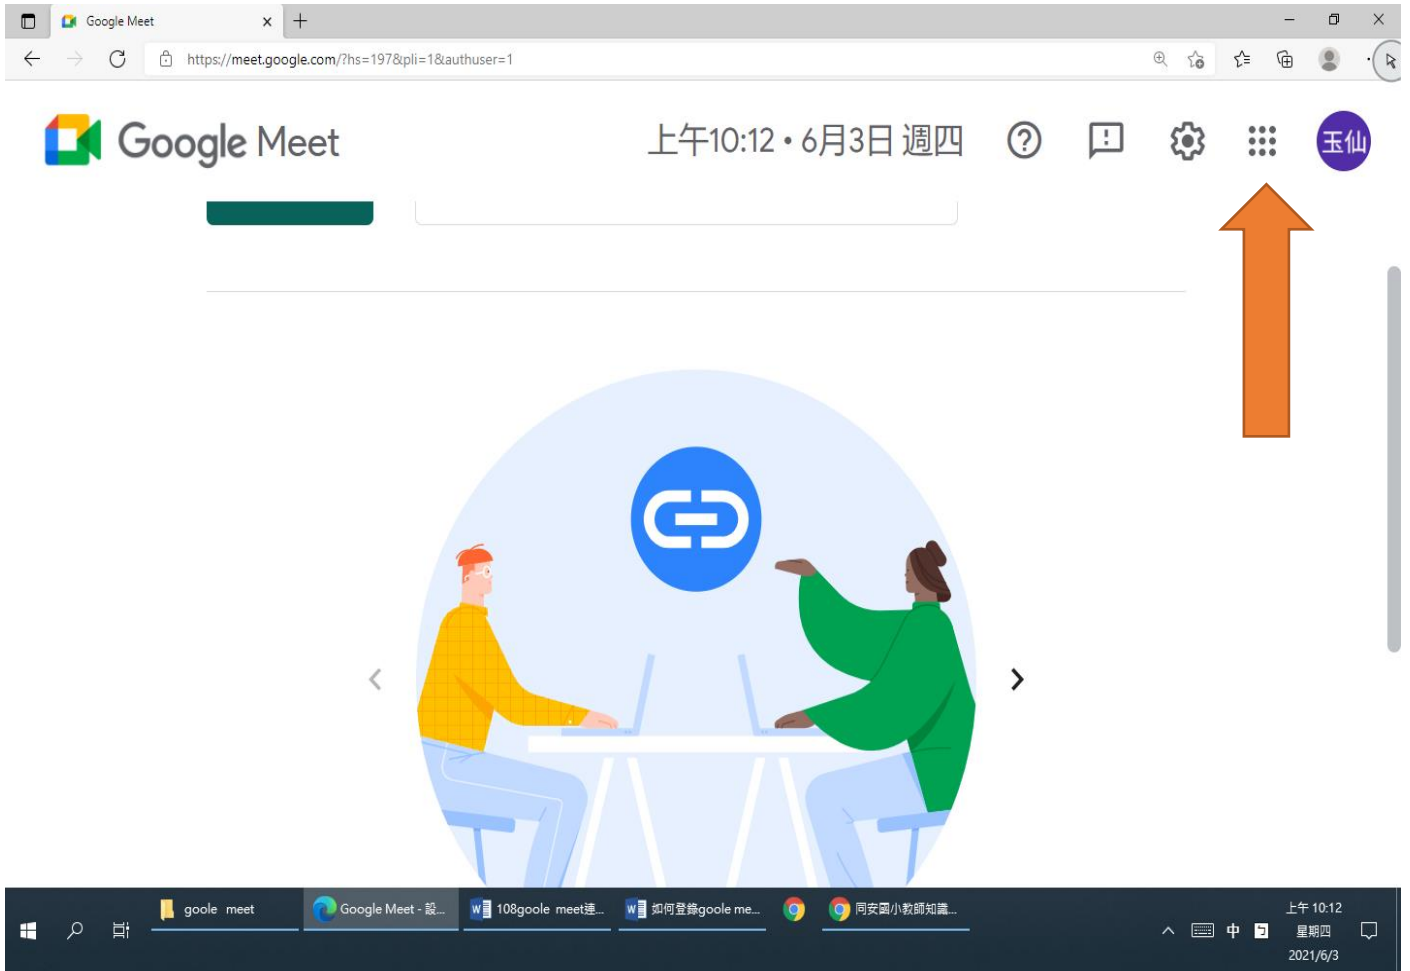 Google Meet
https://meet.google.com/?hs=197&pli=1&authuser=1
Google Meet
上午10:12 • 6月3日 週四
玉仙
goole meet
Google Meet - 設...
108goole meet連...
如何登錄goole me...
同安國小教師知識...
中
ㄅ
上午 10:12
星期四
2021/6/3